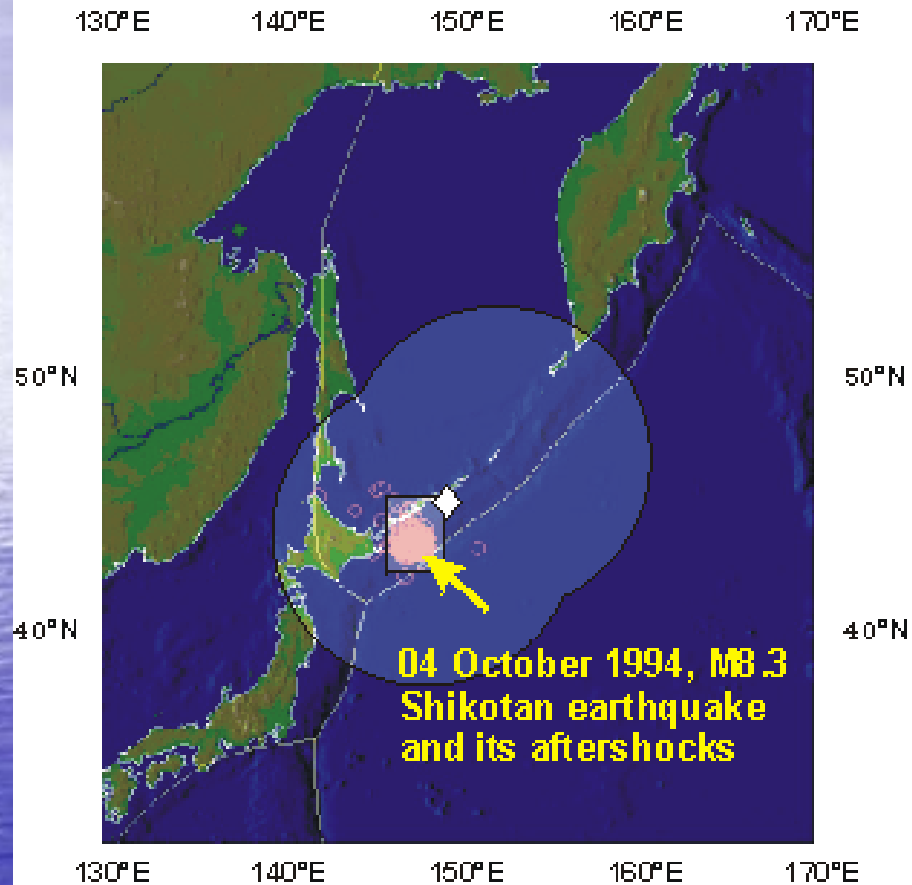 130°E 140°E 150°E 160°E 170°E
50°N 50°N
40°N 40°N
04 October 1994, M8.3
Shikotan earthquake
and its aftershocks
130°E 140°E 150°E 160°E 170°E